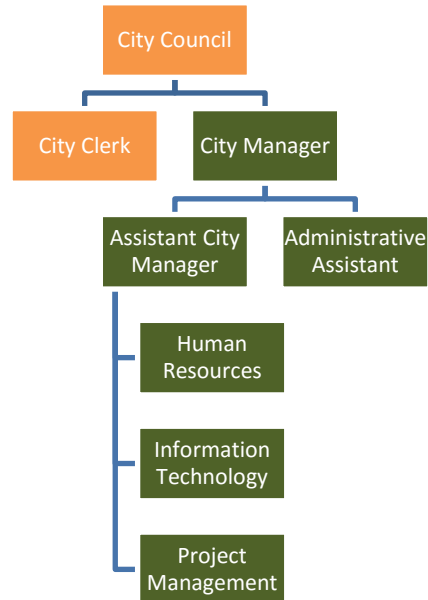 City Council
City Clerk
City Manager
Assistant City
Manager
Administrative
Assistant
Human
Resources
Information
Technology
Project
Management